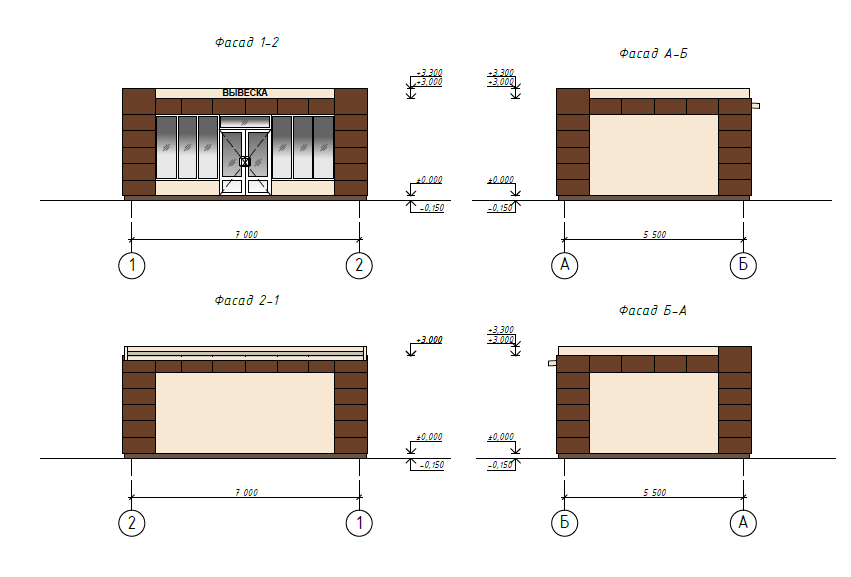 Фасад 1-2
+3,300
+3,000
ВЫВЕСКА
±0,000
-0,150
7 000
1
2
Фасад А-Б
+3,300
+3,000
±0,000
-0,150
5 500
А
Б
Фасад 2-1
+3,000
±0,000
-0,150
7 000
2
1
Фасад Б-А
+3,300
+3,000
±0,000
-0,150
5 500
Б
А